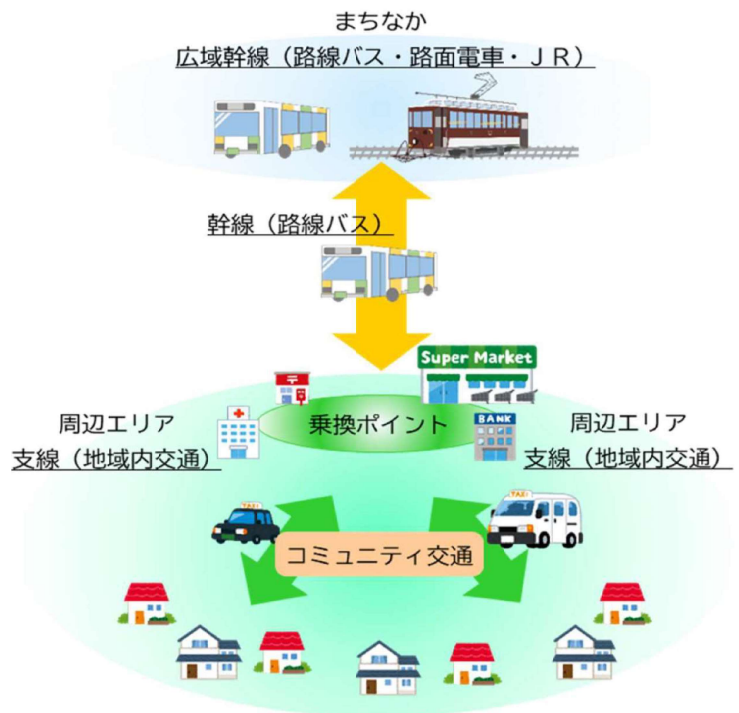 まちなか
広域幹線（路線バス・路面電車・ＪＲ）
幹線（路線バス）
Super Market
周辺エリア
支線（地域内交通）
乗換ポイント
BANK
周辺エリア
支線（地域内交通）
TAXI
TAXI
コミュニティ交通